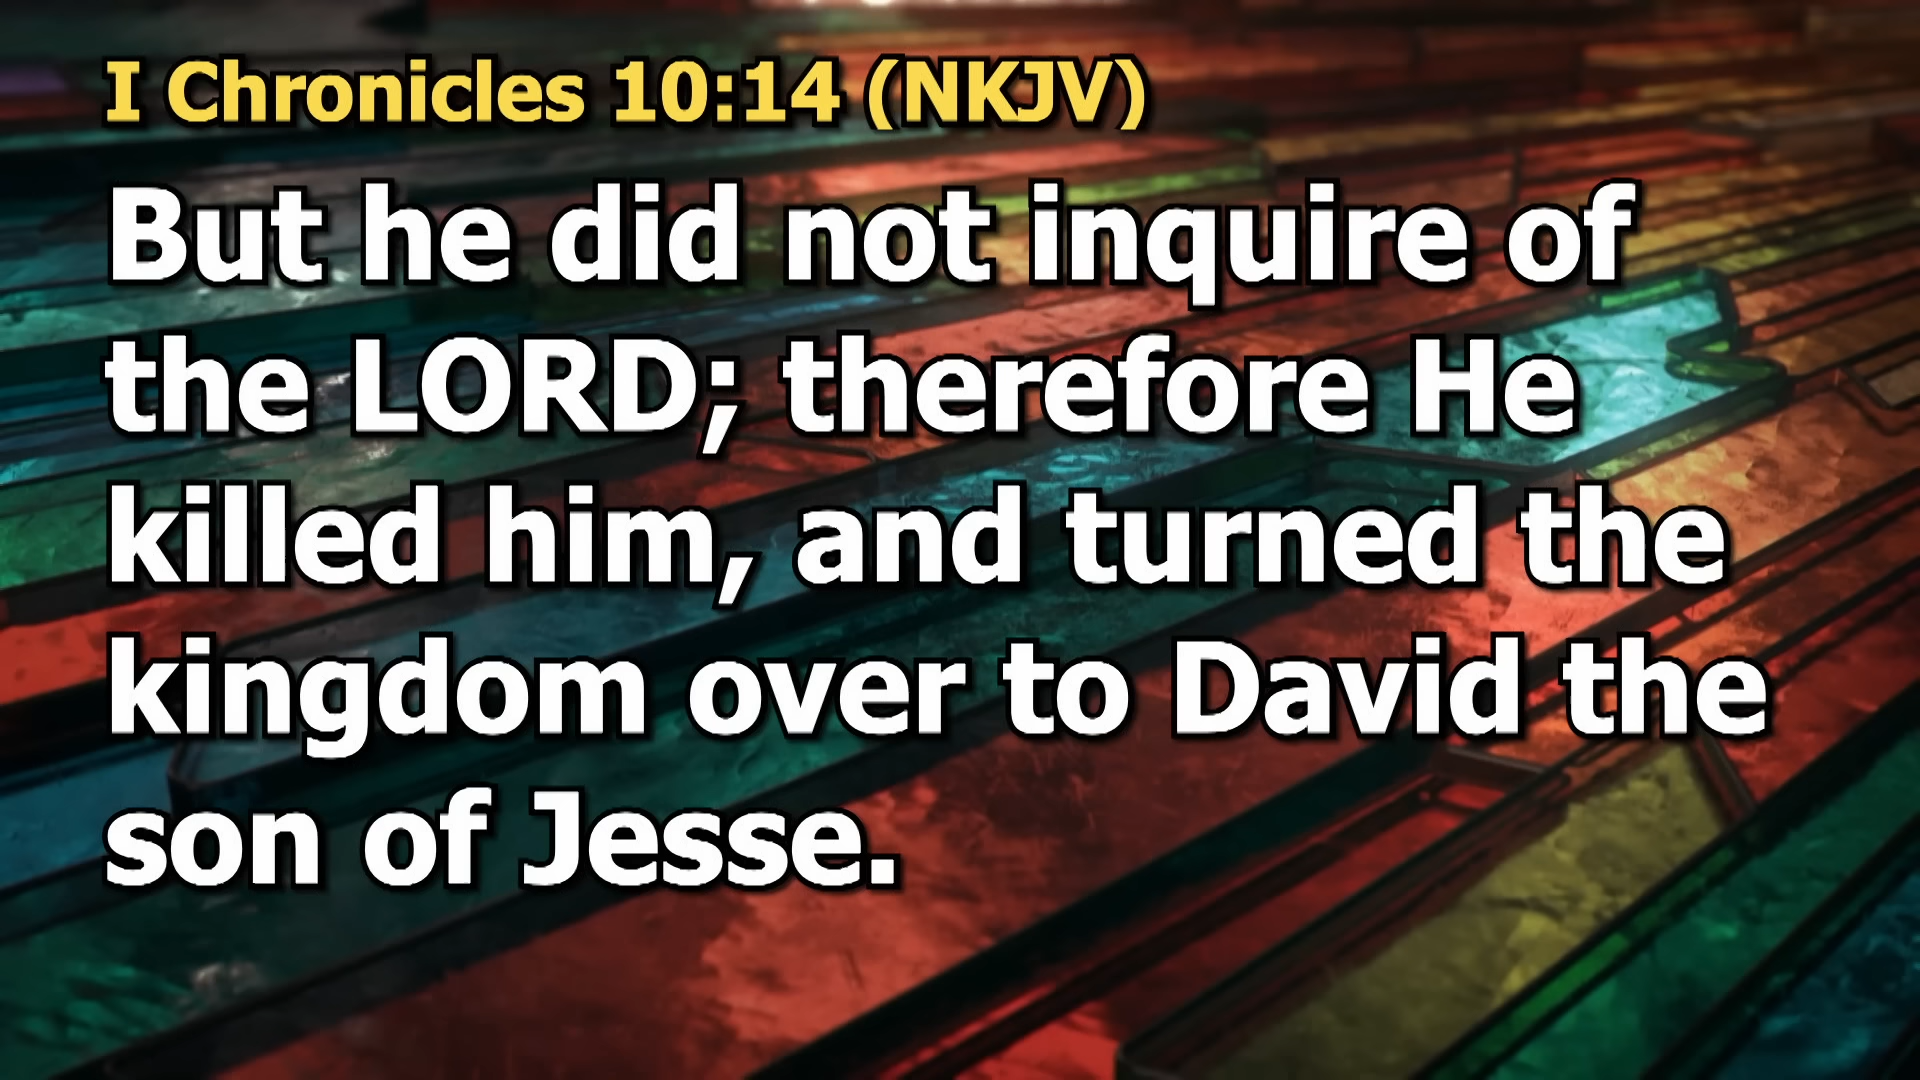 I Chronicles 10:14 (NKJV)
But he did not inquire of
the LORD; therefore He
killed him, and turned the
kingdom over to David the
son of Jesse.